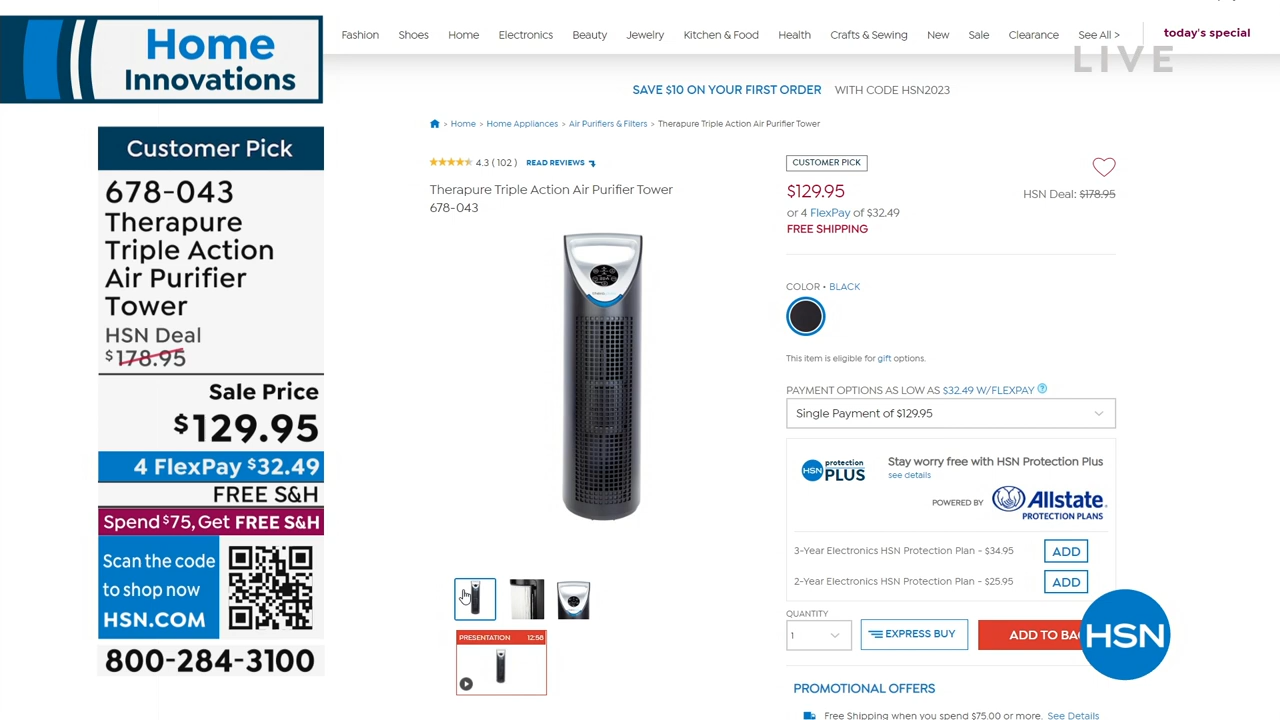 Home
Innovations
Customer Pick
678-043
Therapure
Triple Action
Air Purifier
Tower
HSN Deal
$178.95
Sale Price
$129.95
4 FlexPay $32.49
FREE S&H
Spend $75, Get FREE S&H
Scan the code
to shop now
HSN.COM
800-284-3100
Fashion Shoes Home Electronics Beauty Jewelry Kitchen & Food Health Crafts & Sewing New Sale Clearance See All > today's special
LIVE
SAVE $10 ON YOUR FIRST ORDER WITH CODE HSN2023
> Home > Home Appliances > Air Purifiers & Filters > Therapure Triple Action Air Purifier Tower
4.3 ( 102 ) READ REVIEWS
Therapure Triple Action Air Purifier Tower
678-043
PRESENTATION 12:58
CUSTOMER PICK
$129.95 HSN Deal: $178.95
or 4 FlexPay of $32.49
FREE SHIPPING
COLOR • BLACK
This item is eligible for gift options.
PAYMENT OPTIONS AS LOW AS $32.49 W/FLEXPAY ?
Single Payment of $129.95
HSN protection PLUS
Stay worry free with HSN Protection Plus
see details
POWERED BY Allstate.
PROTECTION PLANS
3-Year Electronics HSN Protection Plan - $34.95 ADD
2-Year Electronics HSN Protection Plan - $25.95 ADD
QUANTITY
1 EXPRESS BUY ADD TO BA
HSN
PROMOTIONAL OFFERS
Free Shipping when you spend $75.00 or more. See Details